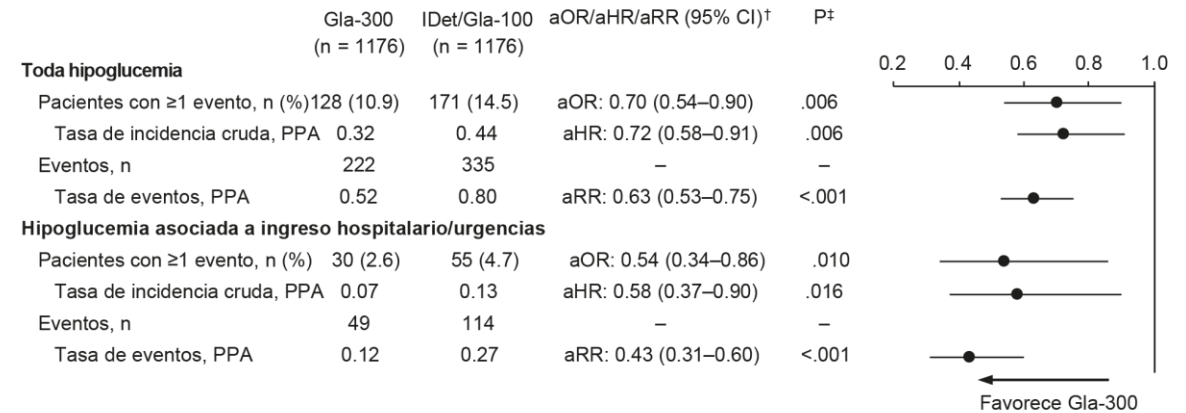 Gla-300 IDet/Gla-100 aOR/aHR/aRR (95% CI)† P‡
(n = 1176) (n = 1176)
Toda hipoglucemia 0.2 0.4 0.6 0.8 1.0
Pacientes con ≥1 evento, n (%) 128 (10.9) 171 (14.5) aOR: 0.70 (0.54–0.90) .006
Tasa de incidencia cruda, PPA 0.32 0.44 aHR: 0.72 (0.58–0.91) .006
Eventos, n 222 335 – –
Tasa de eventos, PPA 0.52 0.80 aRR: 0.63 (0.53–0.75) <.001
Hipoglucemia asociada a ingreso hospitalario/urgencias
Pacientes con ≥1 evento, n (%) 30 (2.6) 55 (4.7) aOR: 0.54 (0.34–0.86) .010
Tasa de incidencia cruda, PPA 0.07 0.13 aHR: 0.58 (0.37–0.90) .016
Eventos, n 49 114 – –
Tasa de eventos, PPA 0.12 0.27 aRR: 0.43 (0.31–0.60) <.001
Favorece Gla-300